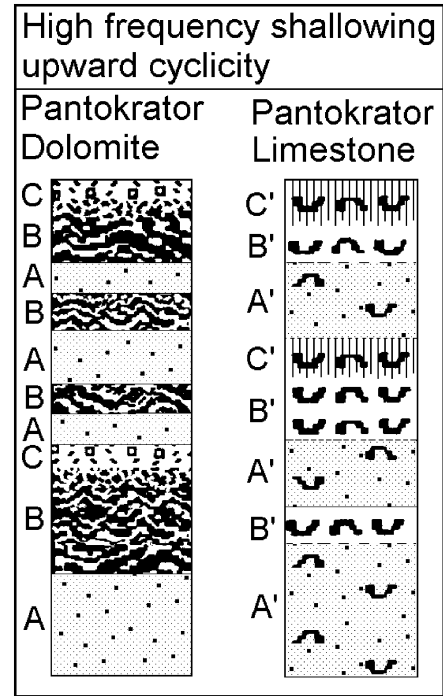 High frequency shallowing
upward cyclicity
Pantokrator
Dolomite
C
B
A
B
A
B
A
C
B
A
Pantokrator
Limestone
C'
B'
A'
C'
B'
A'
B'
A'